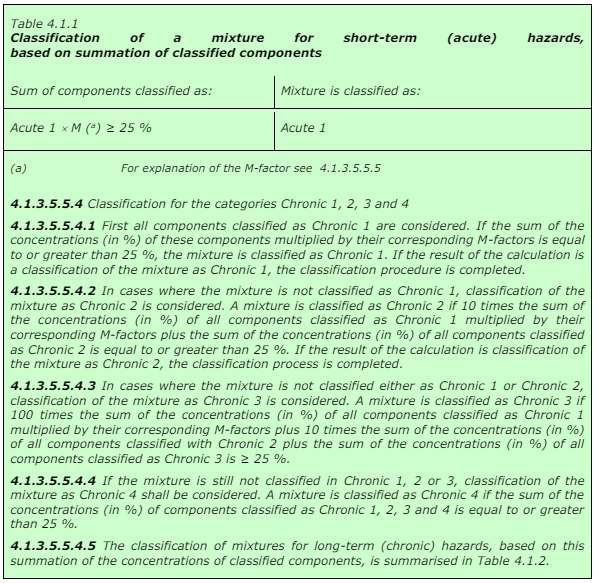 Table 4.1.1
Classification of a mixture for short-term (acute) hazards,
based on summation of classified components
Sum of components classified as:
Mixture is classified as:
Acute 1 × M (a) ≥ 25 %
Acute 1
(a) For explanation of the M-factor see 4.1.3.5.5.5
4.1.3.5.5.4 Classification for the categories Chronic 1, 2, 3 and 4
4.1.3.5.5.4.1 First all components classified as Chronic 1 are considered. If the sum of the
concentrations (in %) of these components multiplied by their corresponding M-factors is equal
to or greater than 25 %, the mixture is classified as Chronic 1. If the result of the calculation is
a classification of the mixture as Chronic 1, the classification procedure is completed.
4.1.3.5.5.4.2 In cases where the mixture is not classified as Chronic 1, classification of the
mixture as Chronic 2 is considered. A mixture is classified as Chronic 2 if 10 times the sum of
the concentrations (in %) of all components classified as Chronic 1 multiplied by their
corresponding M-factors plus the sum of the concentrations (in %) of all components classified
as Chronic 2 is equal to or greater than 25 %. If the result of the calculation is classification of
the mixture as Chronic 2, the classification process is completed.
4.1.3.5.5.4.3 In cases where the mixture is not classified either as Chronic 1 or Chronic 2,
classification of the mixture as Chronic 3 is considered. A mixture is classified as Chronic 3 if
100 times the sum of the concentrations (in %) of all components classified as Chronic 1
multiplied by their corresponding M-factors plus 10 times the sum of the concentrations (in %)
of all components classified with Chronic 2 plus the sum of the concentrations (in %) of all
components classified as Chronic 3 is ≥ 25 %.
4.1.3.5.5.4.4 If the mixture is still not classified in Chronic 1, 2 or 3, classification of the
mixture as Chronic 4 shall be considered. A mixture is classified as Chronic 4 if the sum of the
concentrations (in %) of components classified as Chronic 1, 2, 3 and 4 is equal to or greater
than 25 %.
4.1.3.5.5.4.5 The classification of mixtures for long-term (chronic) hazards, based on this
summation of the concentrations of classified components, is summarised in Table 4.1.2.